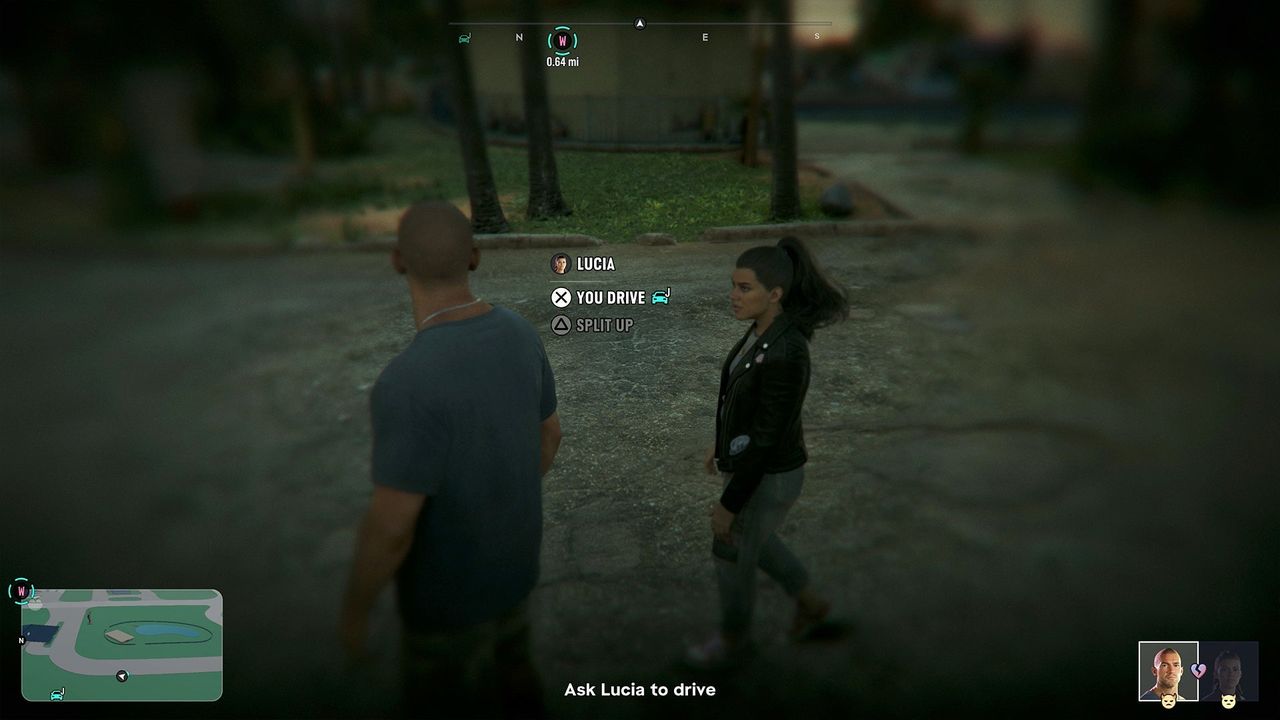 N
W
E
S
0.64 mi
LUCIA
YOU DRIVE J
SPLIT UP
W
N
J
Ask Lucia to drive